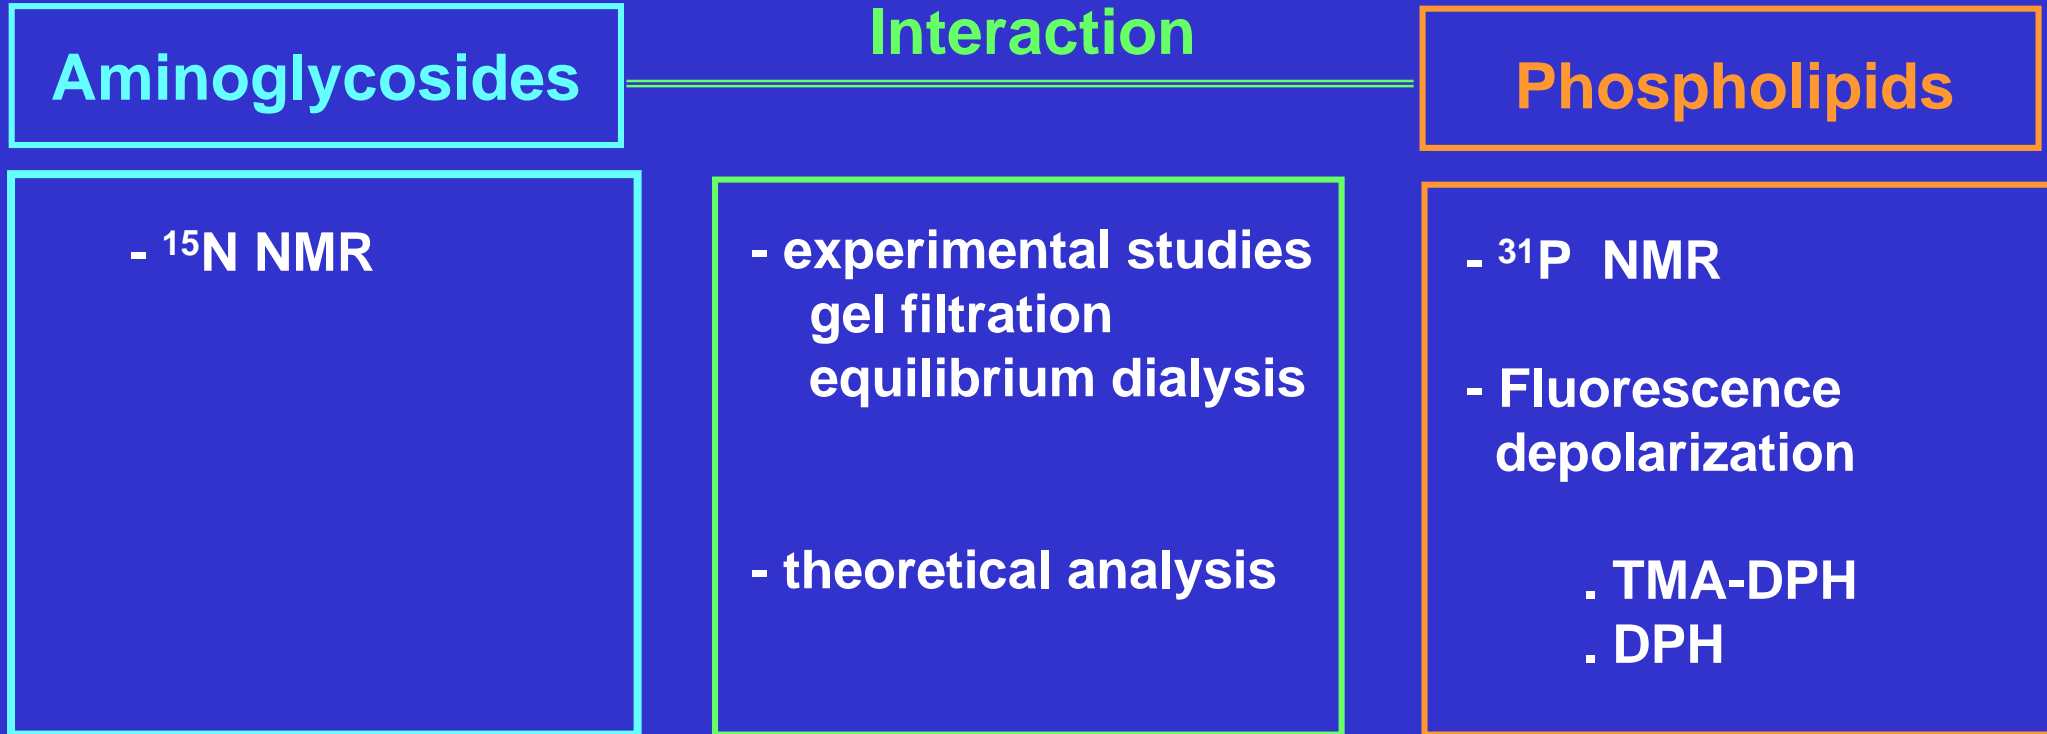 Aminoglycosides
Interaction
Phospholipids
- ¹⁵N NMR
- experimental studies
gel filtration
equilibrium dialysis
- theoretical analysis
- ³¹P NMR
- Fluorescence
depolarization
. TMA-DPH
. DPH